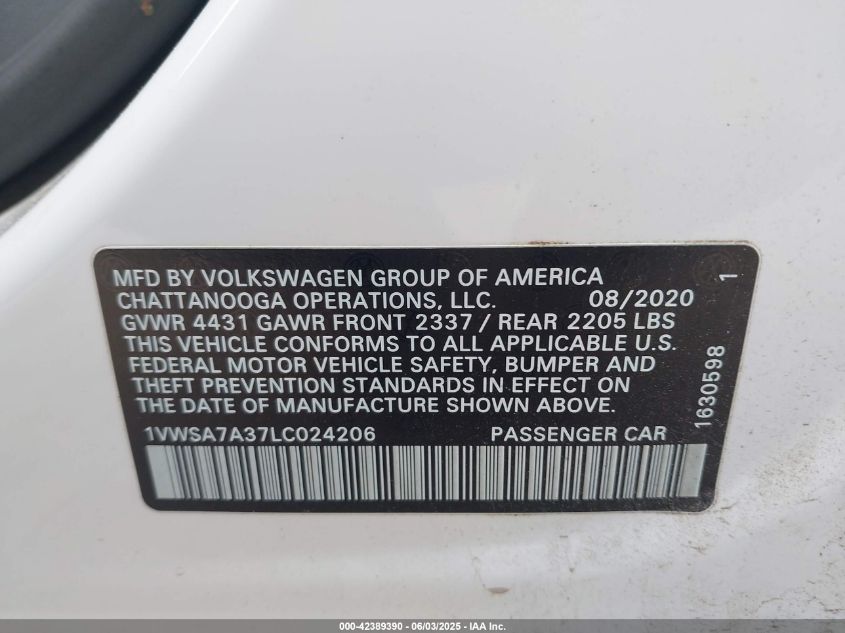 MFD BY VOLKSWAGEN GROUP OF AMERICA
CHATTANOOGA OPERATIONS, LLC. 08/2020
GVWR 4431 GAWR FRONT 2337 / REAR 2205 LBS
THIS VEHICLE CONFORMS TO ALL APPLICABLE U.S.
FEDERAL MOTOR VEHICLE SAFETY, BUMPER AND
THEFT PREVENTION STANDARDS IN EFFECT ON
THE DATE OF MANUFACTURE SHOWN ABOVE.
1VWSA7A37LC024206 PASSENGER CAR
1630598 1
000-42389390 - 06/03/2025 - IAA Inc.